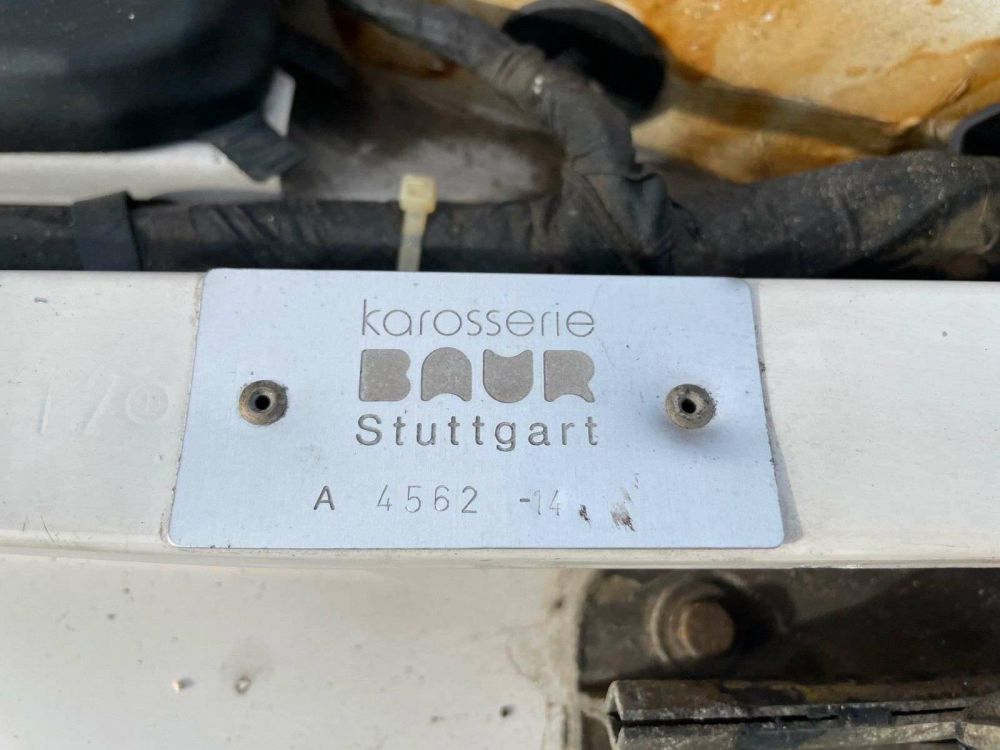 karosserie
BAUR
Stuttgart
A 4562 -14